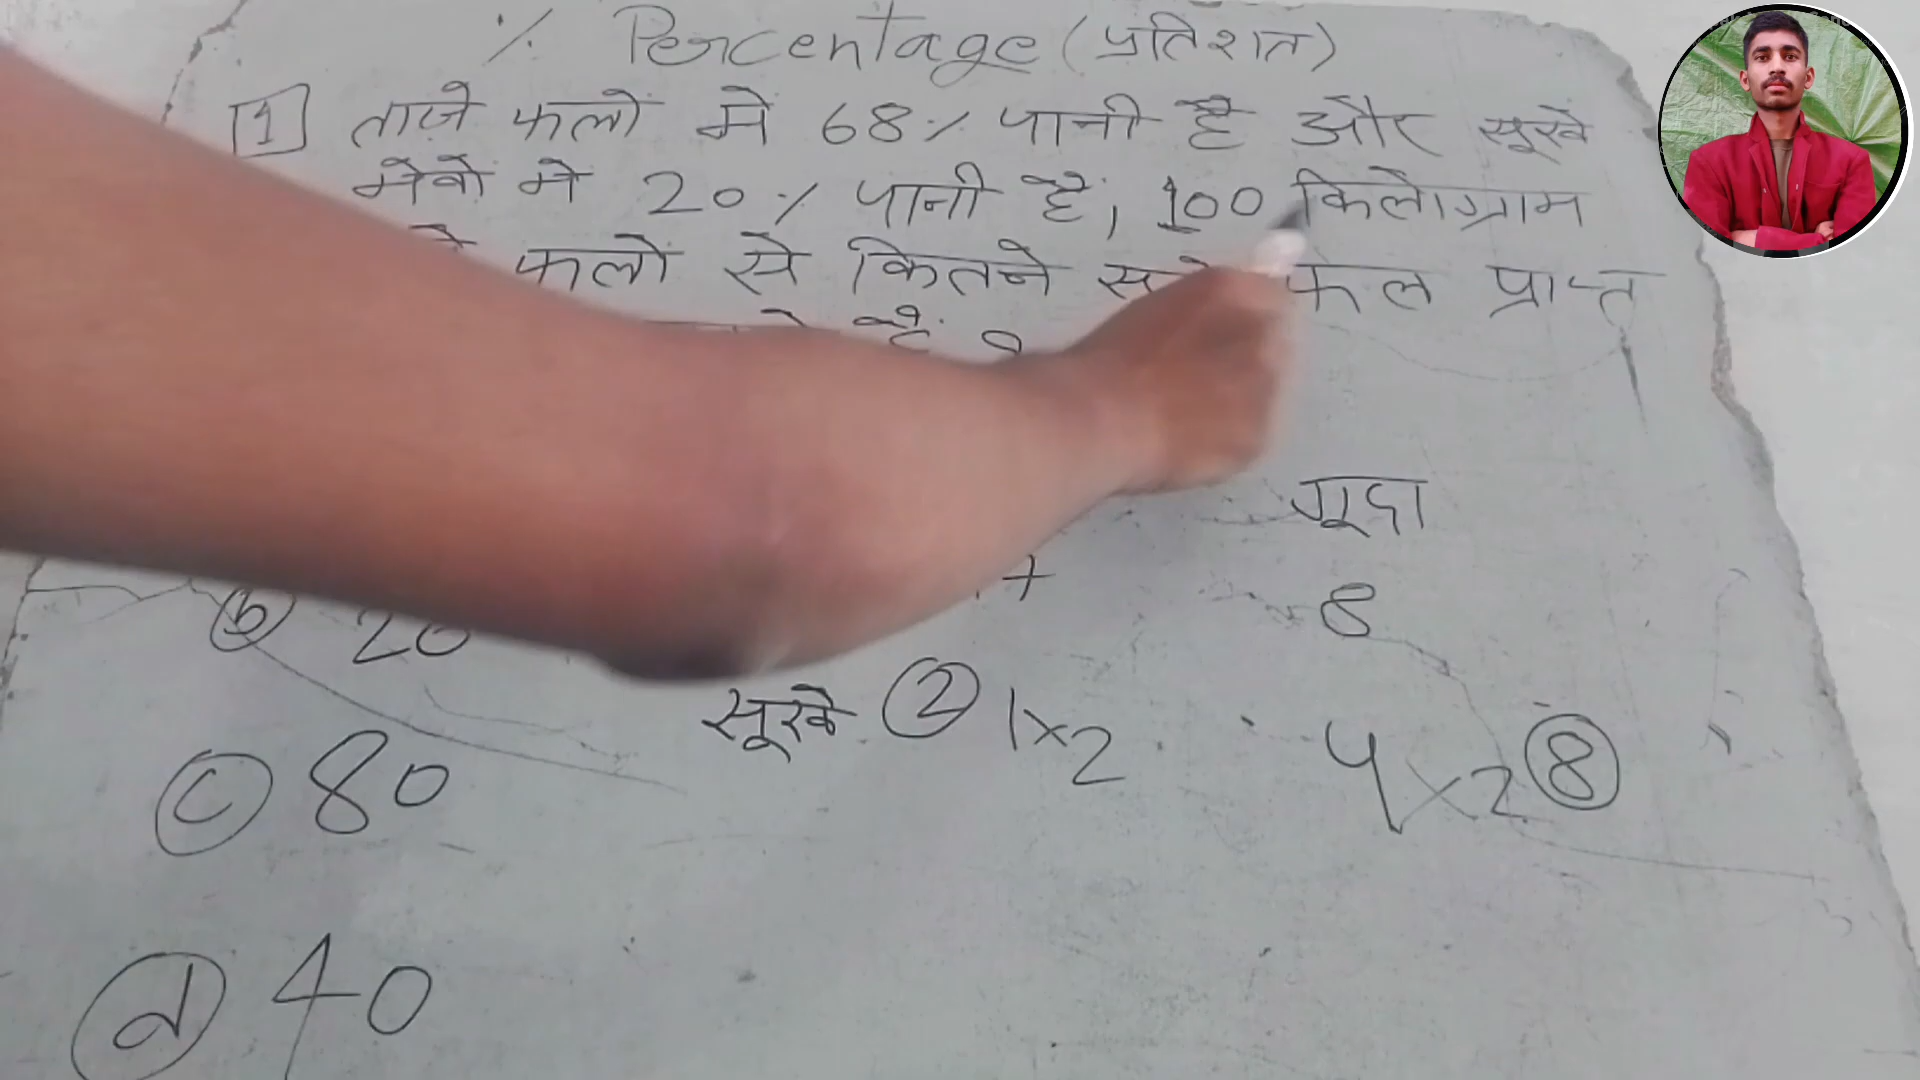 % Percentage (प्रतिशत)
1 ताजे फलों में 68% पानी है और सूखे
मेवों मे 20% पानी है, 100 किलोग्राम
फलों से कितने फल प्राप्त
हैं ?
गूदा
+ 8
(b) 20
सूखे (2) 1×2 4×2 (8)
(c) 80
(d) 40